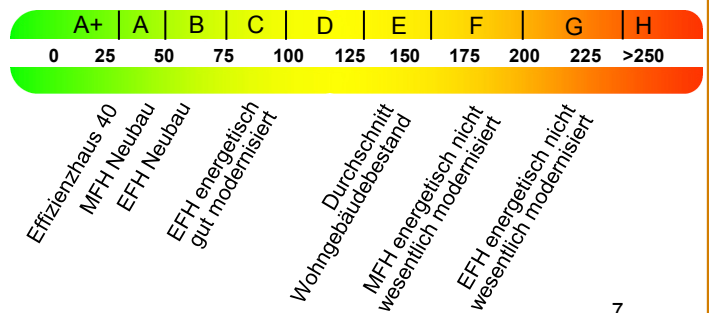 A+ A B C D E F G H
0 25 50 75 100 125 150 175 200 225 >250
Effizienzhaus 40
MFH Neubau
EFH Neubau
EFH energetisch
gut modernisiert
Durchschnitt
Wohngebäudebestand
MFH energetisch nicht
wesentlich modernisiert
EFH energetisch nicht
wesentlich modernisiert
7